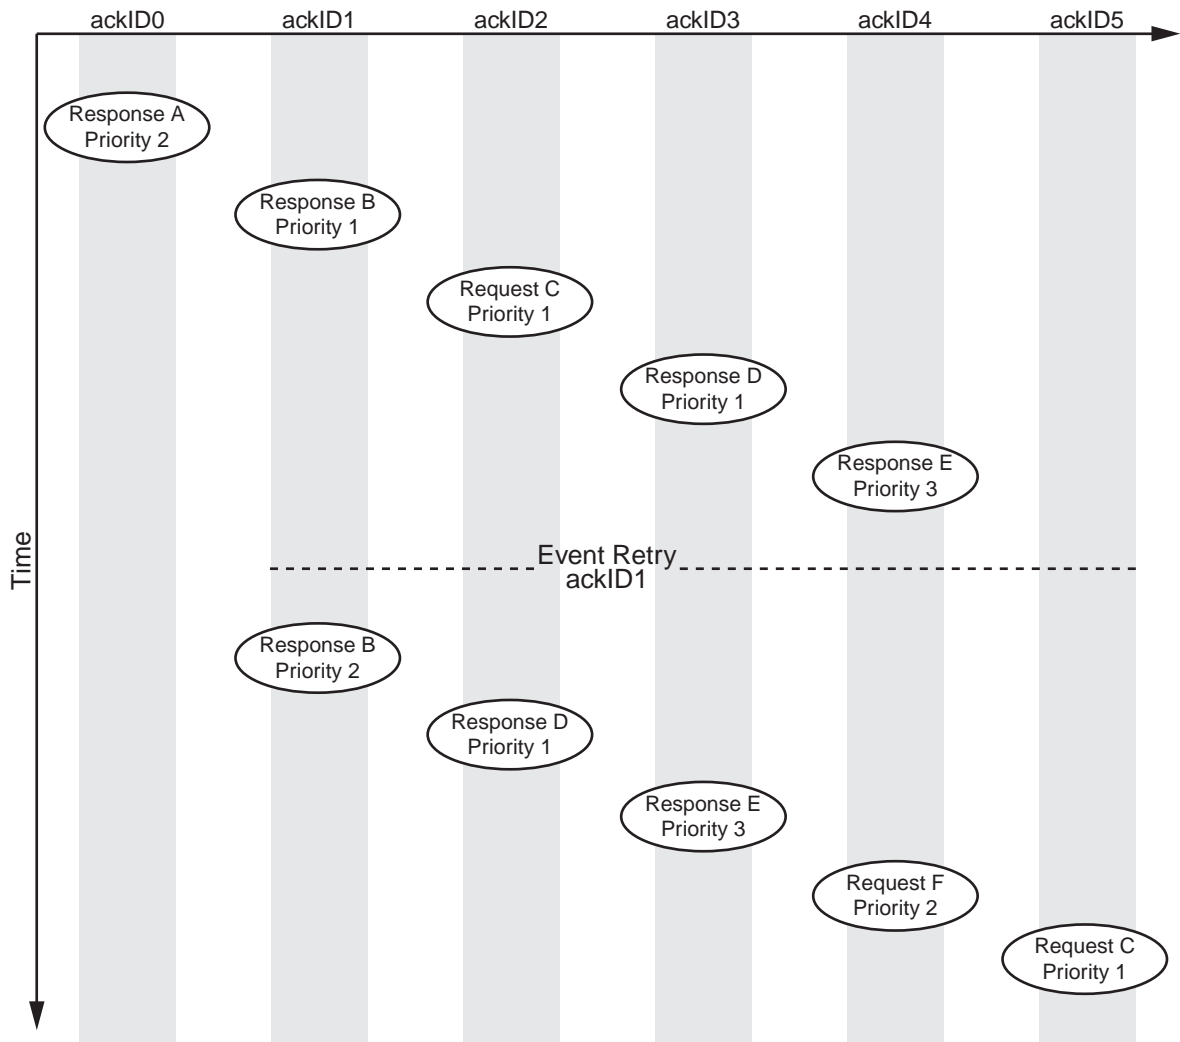 ackID0 ackID1 ackID2 ackID3 ackID4 ackID5
Response A
Priority 2
Response B
Priority 1
Request C
Priority 1
Response D
Priority 1
Response E
Priority 3
Time
Event Retry
ackID1
Response B
Priority 2
Response D
Priority 1
Response E
Priority 3
Request F
Priority 2
Request C
Priority 1